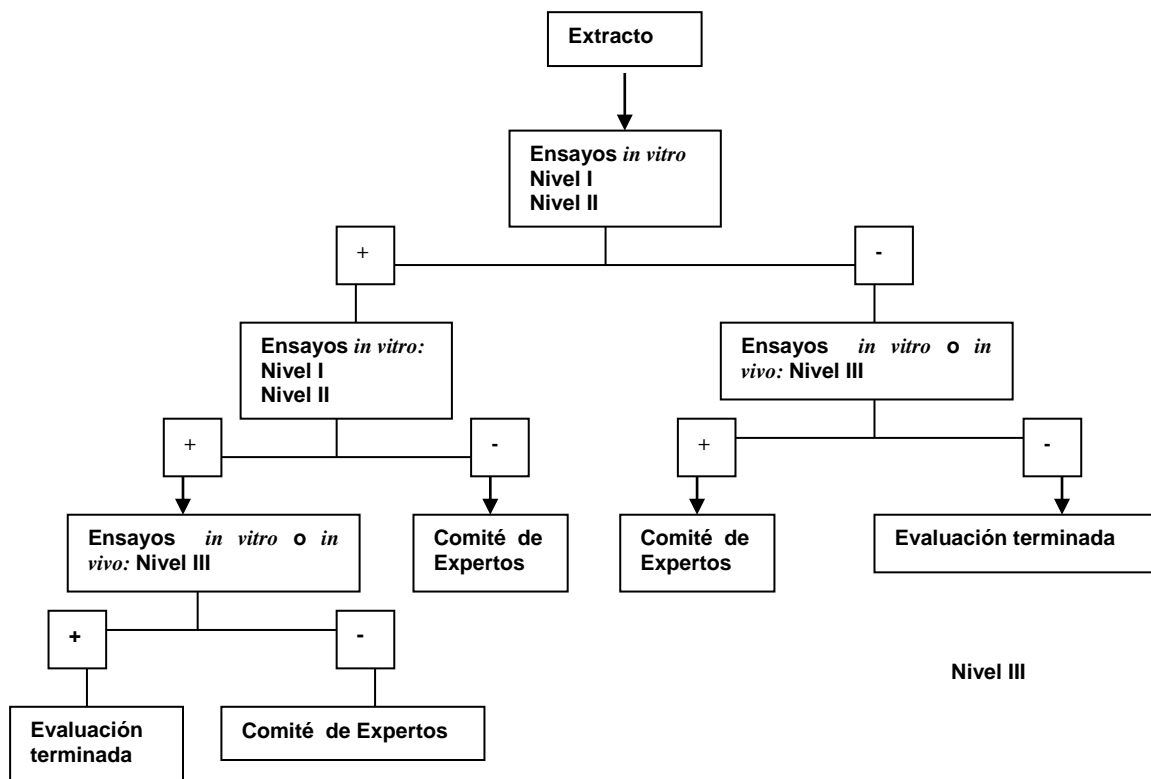 Extracto
Ensayos in vitro
Nivel I
Nivel II
+
-
Ensayos in vitro:
Nivel I
Nivel II
Ensayos in vitro o in
vivo: Nivel III
+
-
+
-
Ensayos in vitro o in
vivo: Nivel III
Comité de
Expertos
Comité de
Expertos
Evaluación terminada
+
-
Nivel III
Evaluación
terminada
Comité de Expertos